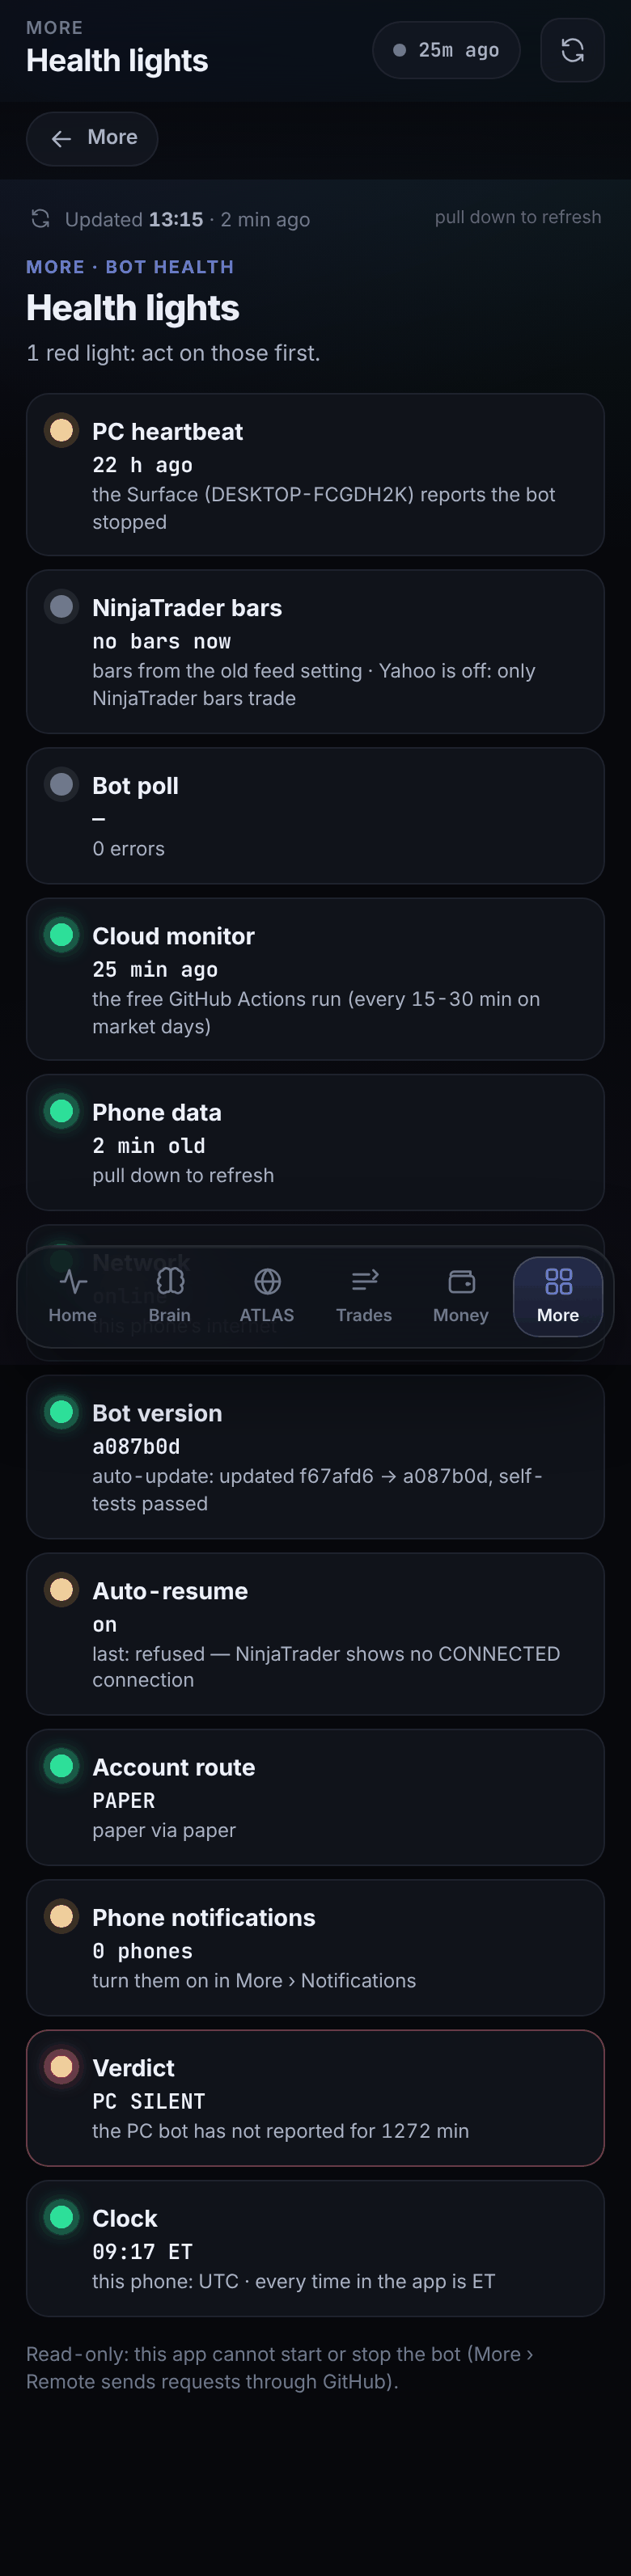 MORE
Health lights
25m ago
More
Updated 13:15 · 2 min ago
pull down to refresh
MORE · BOT HEALTH
Health lights
1 red light: act on those first.
PC heartbeat
22 h ago
the Surface (DESKTOP-FCGDH2K) reports the bot
stopped
NinjaTrader bars
no bars now
bars from the old feed setting · Yahoo is off: only
NinjaTrader bars trade
Bot poll
—
0 errors
Cloud monitor
25 min ago
the free GitHub Actions run (every 15-30 min on
market days)
Phone data
2 min old
pull down to refresh
Network
online
this phone's internet
Home
Brain
ATLAS
Trades
Money
More
Bot version
a087b0d
auto-update: updated f67afd6 → a087b0d, self-
tests passed
Auto-resume
on
last: refused — NinjaTrader shows no CONNECTED
connection
Account route
PAPER
paper via paper
Phone notifications
0 phones
turn them on in More › Notifications
Verdict
PC SILENT
the PC bot has not reported for 1272 min
Clock
09:17 ET
this phone: UTC · every time in the app is ET
Read-only: this app cannot start or stop the bot (More ›
Remote sends requests through GitHub).